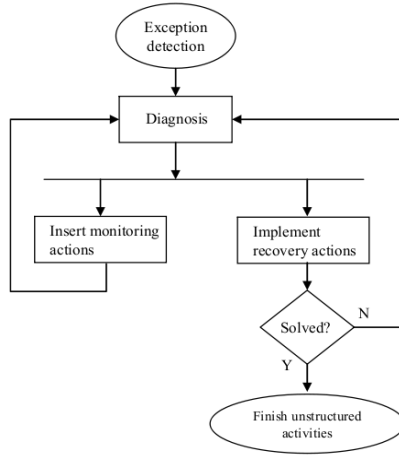 Exception
detection
Diagnosis
Insert monitoring
actions
Implement
recovery actions
Solved?
N
Y
Finish unstructured
activities